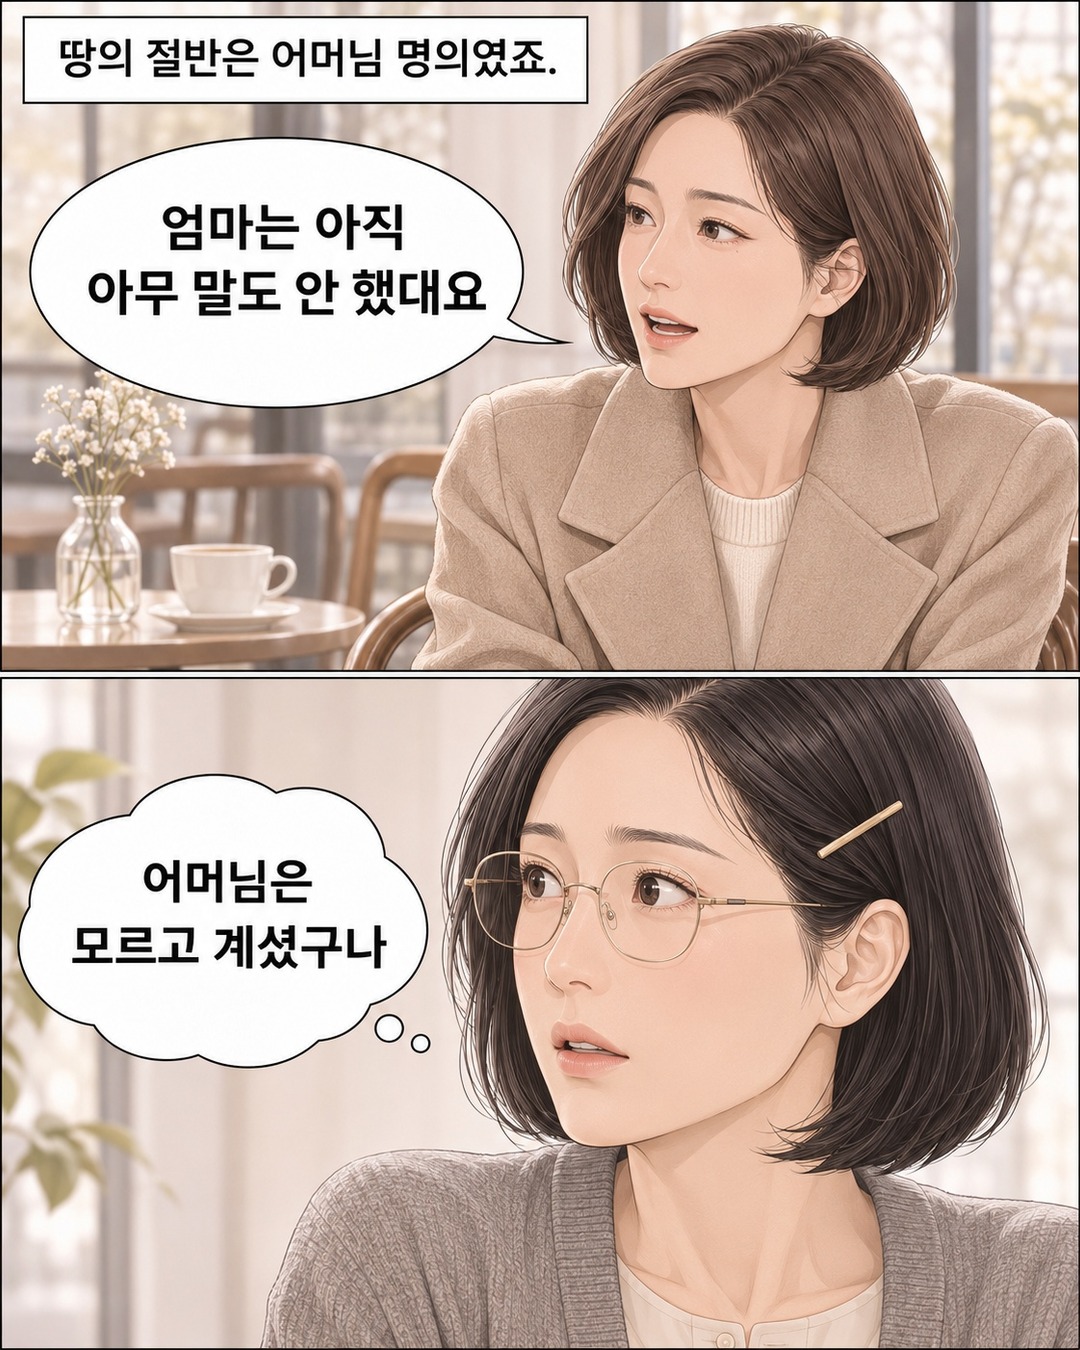 땅의 절반은 어머님 명의였죠.
엄마는 아직
아무 말도 안 했대요
어머님은
모르고 계셨구나